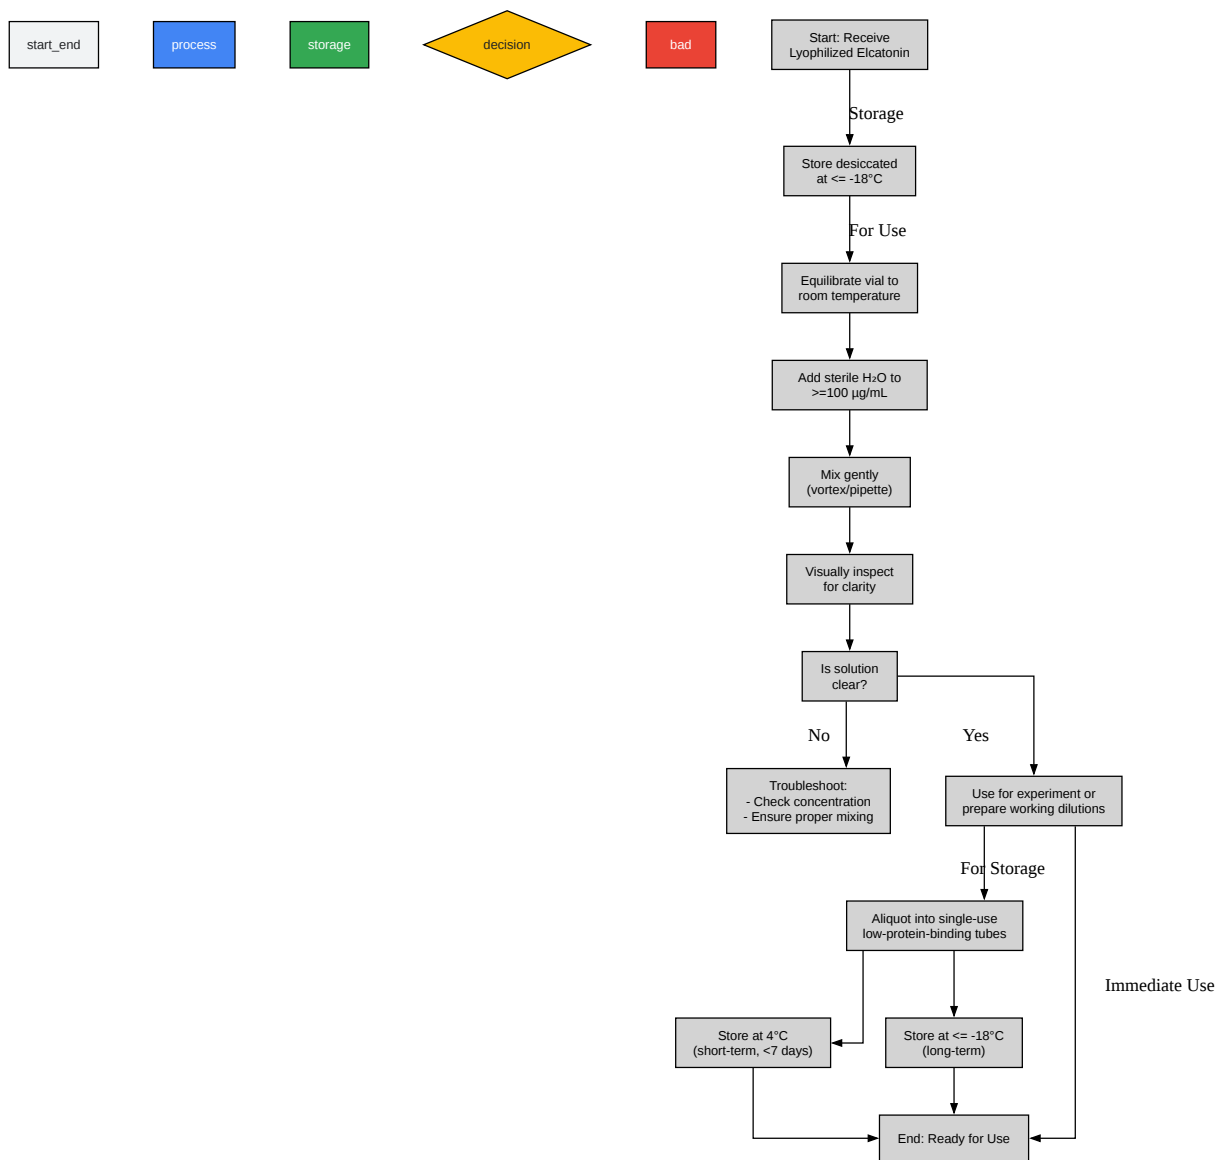 start_end
process
storage
decision
bad
Start: Receive
Lyophilized Elcatonin
Storage
Store desiccated
at <= -18°C
For Use
Equilibrate vial to
room temperature
Add sterile H₂O to
>=100 µg/mL
Mix gently
(vortex/pipette)
Visually inspect
for clarity
Is solution
clear?
No
Yes
Troubleshoot:
- Check concentration
- Ensure proper mixing
Use for experiment or
prepare working dilutions
For Storage
Aliquot into single-use
low-protein-binding tubes
Immediate Use
Store at 4°C
(short-term, <7 days)
Store at <= -18°C
(long-term)
End: Ready for Use